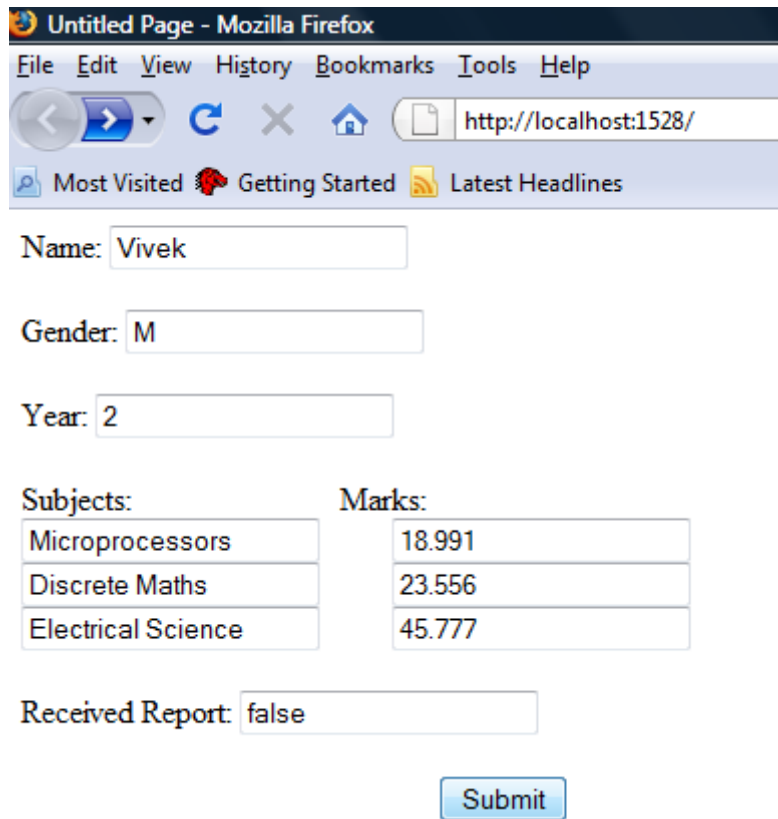 Untitled Page - Mozilla Firefox
File Edit View History Bookmarks Tools Help
http://localhost:1528/
Most Visited Getting Started Latest Headlines
Name: Vivek
Gender: M
Year: 2
Subjects: Marks:
Microprocessors 18.991
Discrete Maths 23.556
Electrical Science 45.777
Received Report: false
Submit